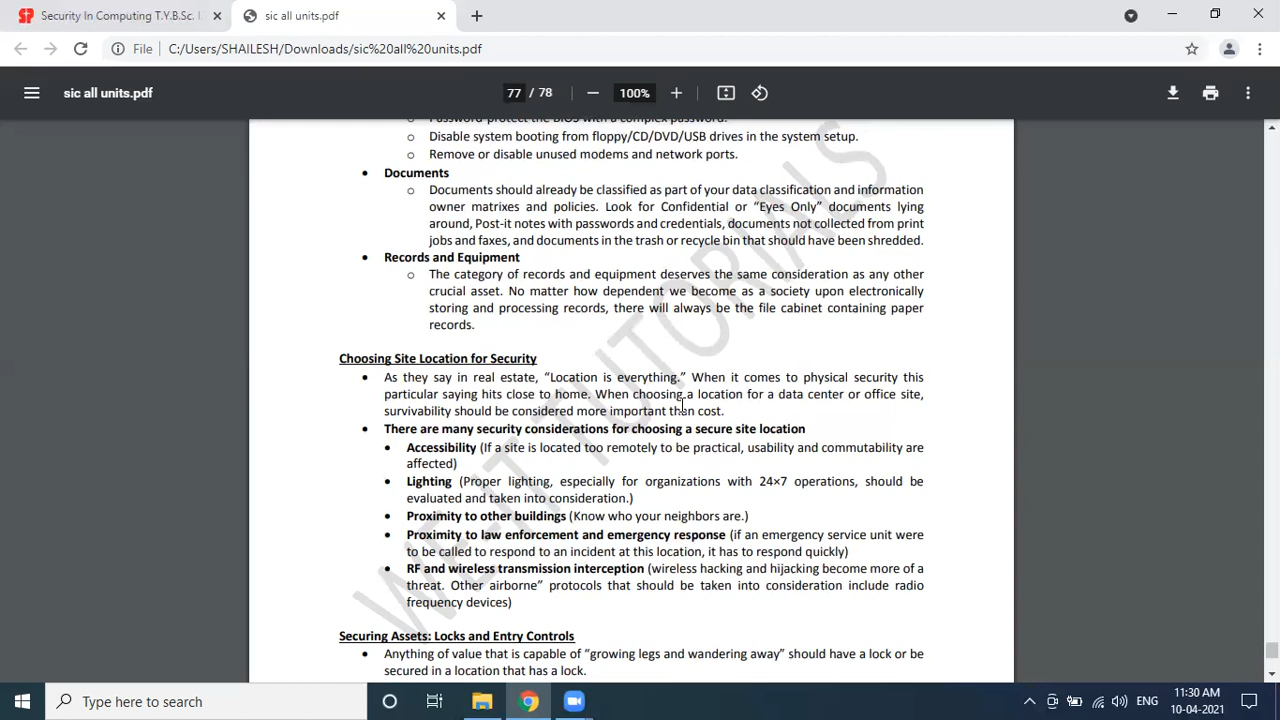 Security In Computing T.Y.B.Sc. I
sic all units.pdf
File
C:/Users/SHAILESH/Downloads/sic%20all%20units.pdf
sic all units.pdf
77 / 78
100%
○ Password protect the BIOS with a complex password.
○ Disable system booting from floppy/CD/DVD/USB drives in the system setup.
○ Remove or disable unused modems and network ports.
• Documents
○ Documents should already be classified as part of your data classification and information
owner matrixes and policies. Look for Confidential or “Eyes Only” documents lying
around, Post-it notes with passwords and credentials, documents not collected from print
jobs and faxes, and documents in the trash or recycle bin that should have been shredded.
• Records and Equipment
○ The category of records and equipment deserves the same consideration as any other
crucial asset. No matter how dependent we become as a society upon electronically
storing and processing records, there will always be the file cabinet containing paper
records.
Choosing Site Location for Security
• As they say in real estate, “Location is everything.” When it comes to physical security this
particular saying hits close to home. When choosing a location for a data center or office site,
survivability should be considered more important than cost.
• There are many security considerations for choosing a secure site location
• Accessibility (If a site is located too remotely to be practical, usability and commutability are
affected)
• Lighting (Proper lighting, especially for organizations with 24×7 operations, should be
evaluated and taken into consideration.)
• Proximity to other buildings (Know who your neighbors are.)
• Proximity to law enforcement and emergency response (if an emergency service unit were
to be called to respond to an incident at this location, it has to respond quickly)
• RF and wireless transmission interception (wireless hacking and hijacking become more of a
threat. Other airborne” protocols that should be taken into consideration include radio
frequency devices)
Securing Assets: Locks and Entry Controls
• Anything of value that is capable of “growing legs and wandering away” should have a lock or be
secured in a location that has a lock.
WE-IT TUTORIALS
Type here to search
ENG
11:30 AM
10-04-2021